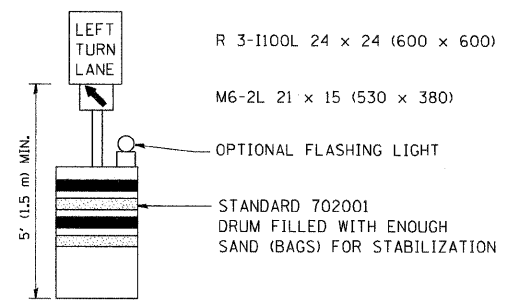 LEFT
TURN
LANE
R 3-I100L 24 x 24 (600 x 600)
M6-2L 21 x 15 (530 x 380)
5' (1.5 m) MIN.
OPTIONAL FLASHING LIGHT
STANDARD 702001
DRUM FILLED WITH ENOUGH
SAND (BAGS) FOR STABILIZATION